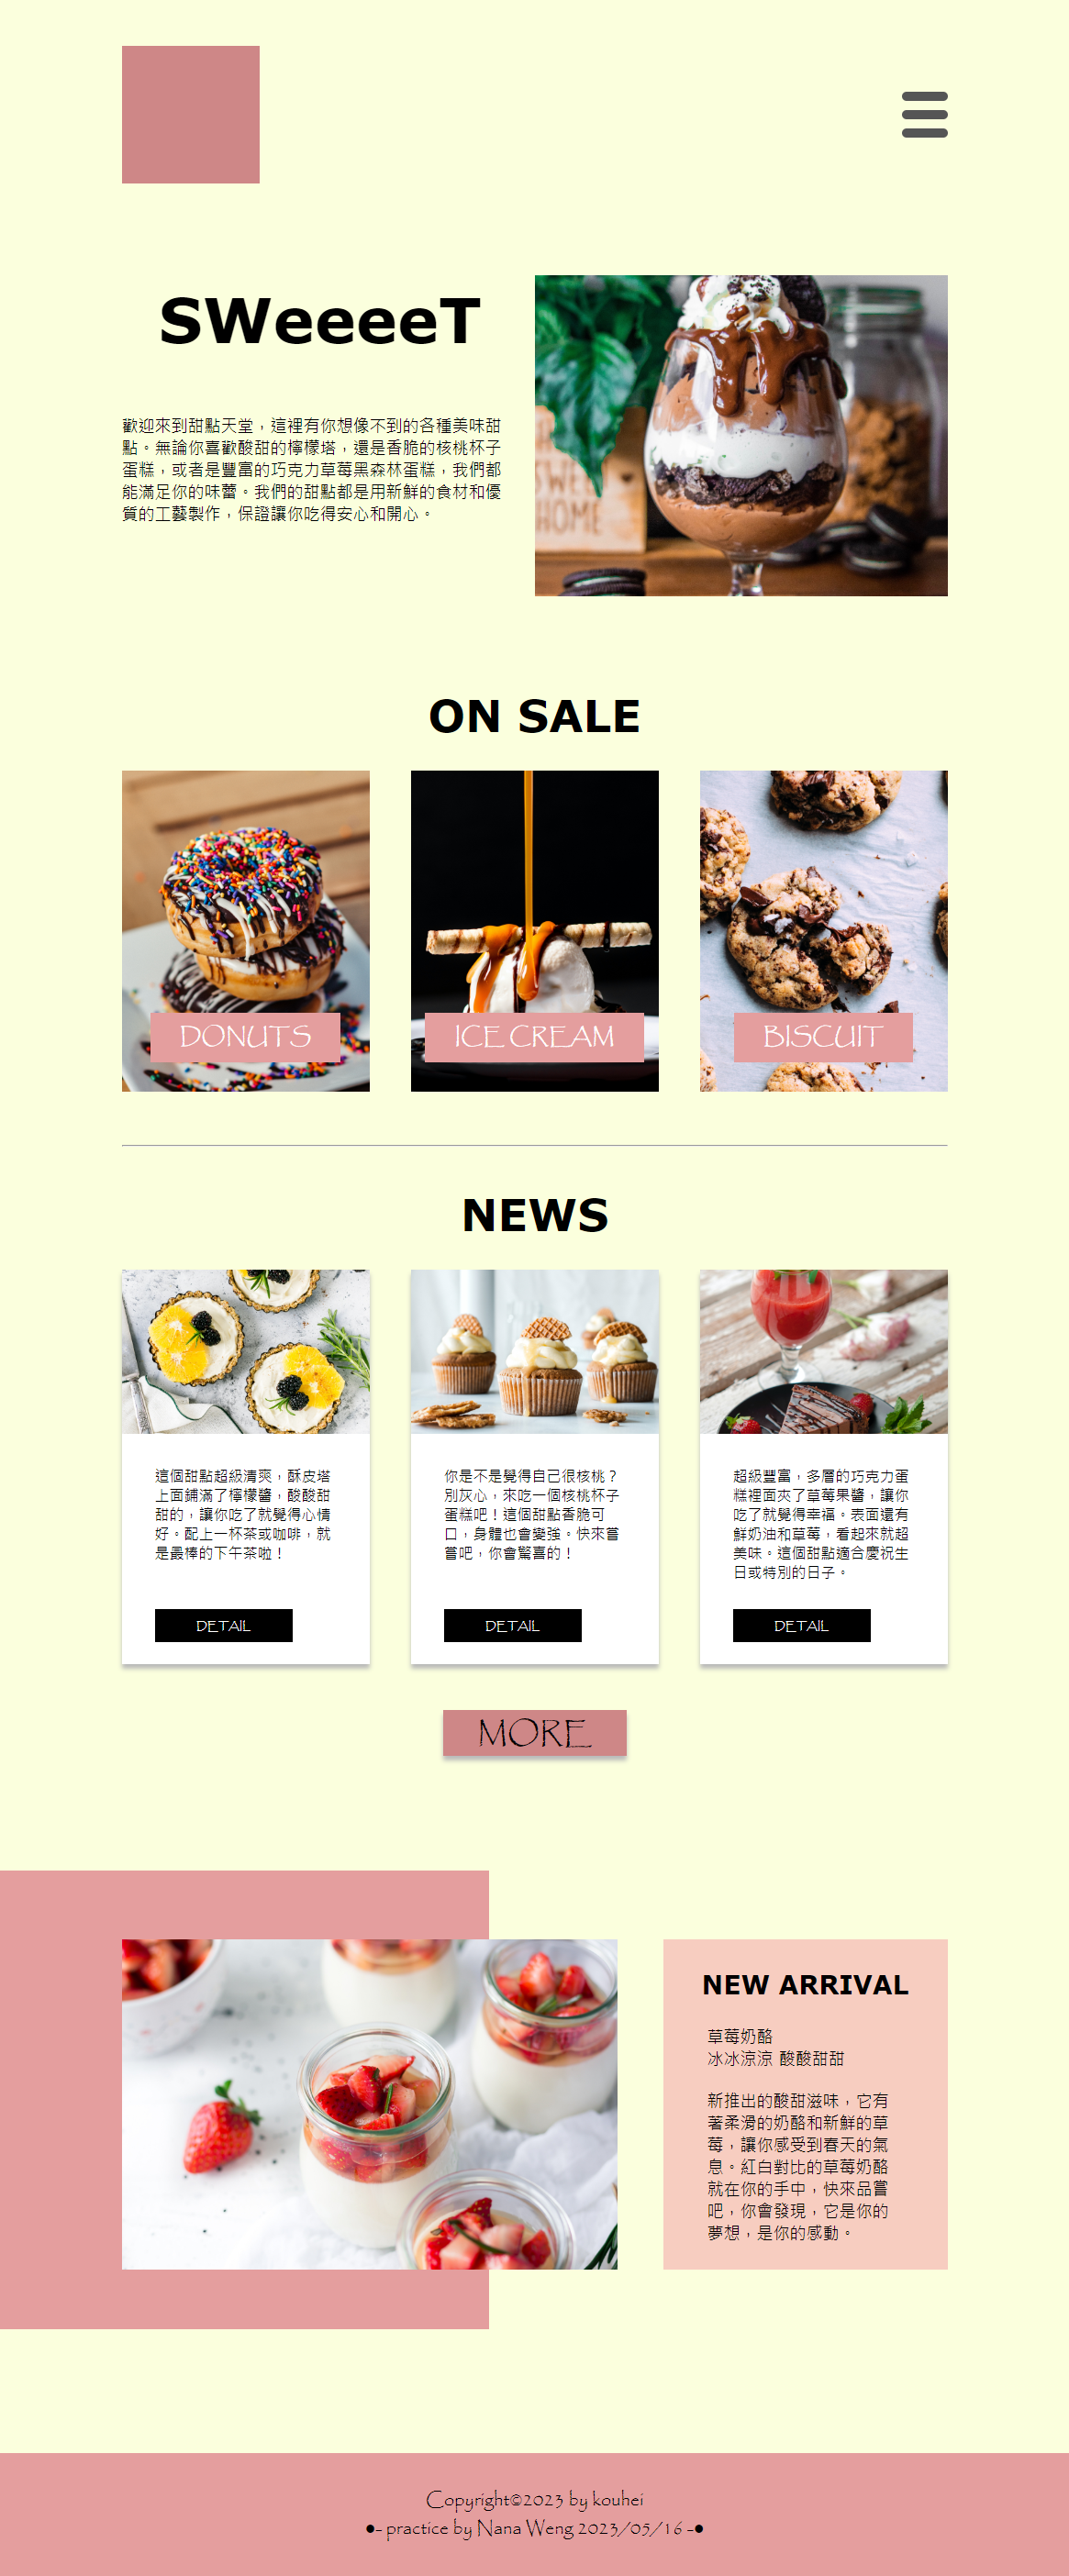 SWeeeeT
歡迎來到甜點天堂，這裡有你想像不到的各種美味甜
點。無論你喜歡酸甜的檸檬塔，還是香脆的核桃杯子
蛋糕，或者是豐富的巧克力草莓黑森林蛋糕，我們都
能滿足你的味蕾。我們的甜點都是用新鮮的食材和優
質的工藝製作，保證讓你吃得安心和開心。
HOME
ON SALE
DONUTS
ICE CREAM
BISCUIT
NEWS
這個甜點超級清爽，酥皮塔
上面鋪滿了檸檬醬，酸酸甜
甜的，讓你吃了就覺得心情
好。配上一杯茶或咖啡，就
是最棒的下午茶啦！
DETAIL
你是不是覺得自己很核桃？
別灰心，來吃一個核桃杯子
蛋糕吧！這個甜點香脆可
口，身體也會變強。快來嘗
嘗吧，你會驚喜的！
DETAIL
超級豐富，多層的巧克力蛋
糕裡面夾了草莓果醬，讓你
吃了就覺得幸福。表面還有
鮮奶油和草莓，看起來就超
美味。這個甜點適合慶祝生
日或特別的日子。
DETAIL
MORE
NEW ARRIVAL
草莓奶酪
冰冰涼涼 酸酸甜甜
新推出的酸甜滋味，它有
著柔滑的奶酪和新鮮的草
莓，讓你感受到春天的氣
息。紅白對比的草莓奶酪
就在你的手中，快來品嘗
吧，你會發現，它是你的
夢想，是你的感動。
Copyright©2023 by kouhei
●- practice by Nana Weng 2023/05/16 -●